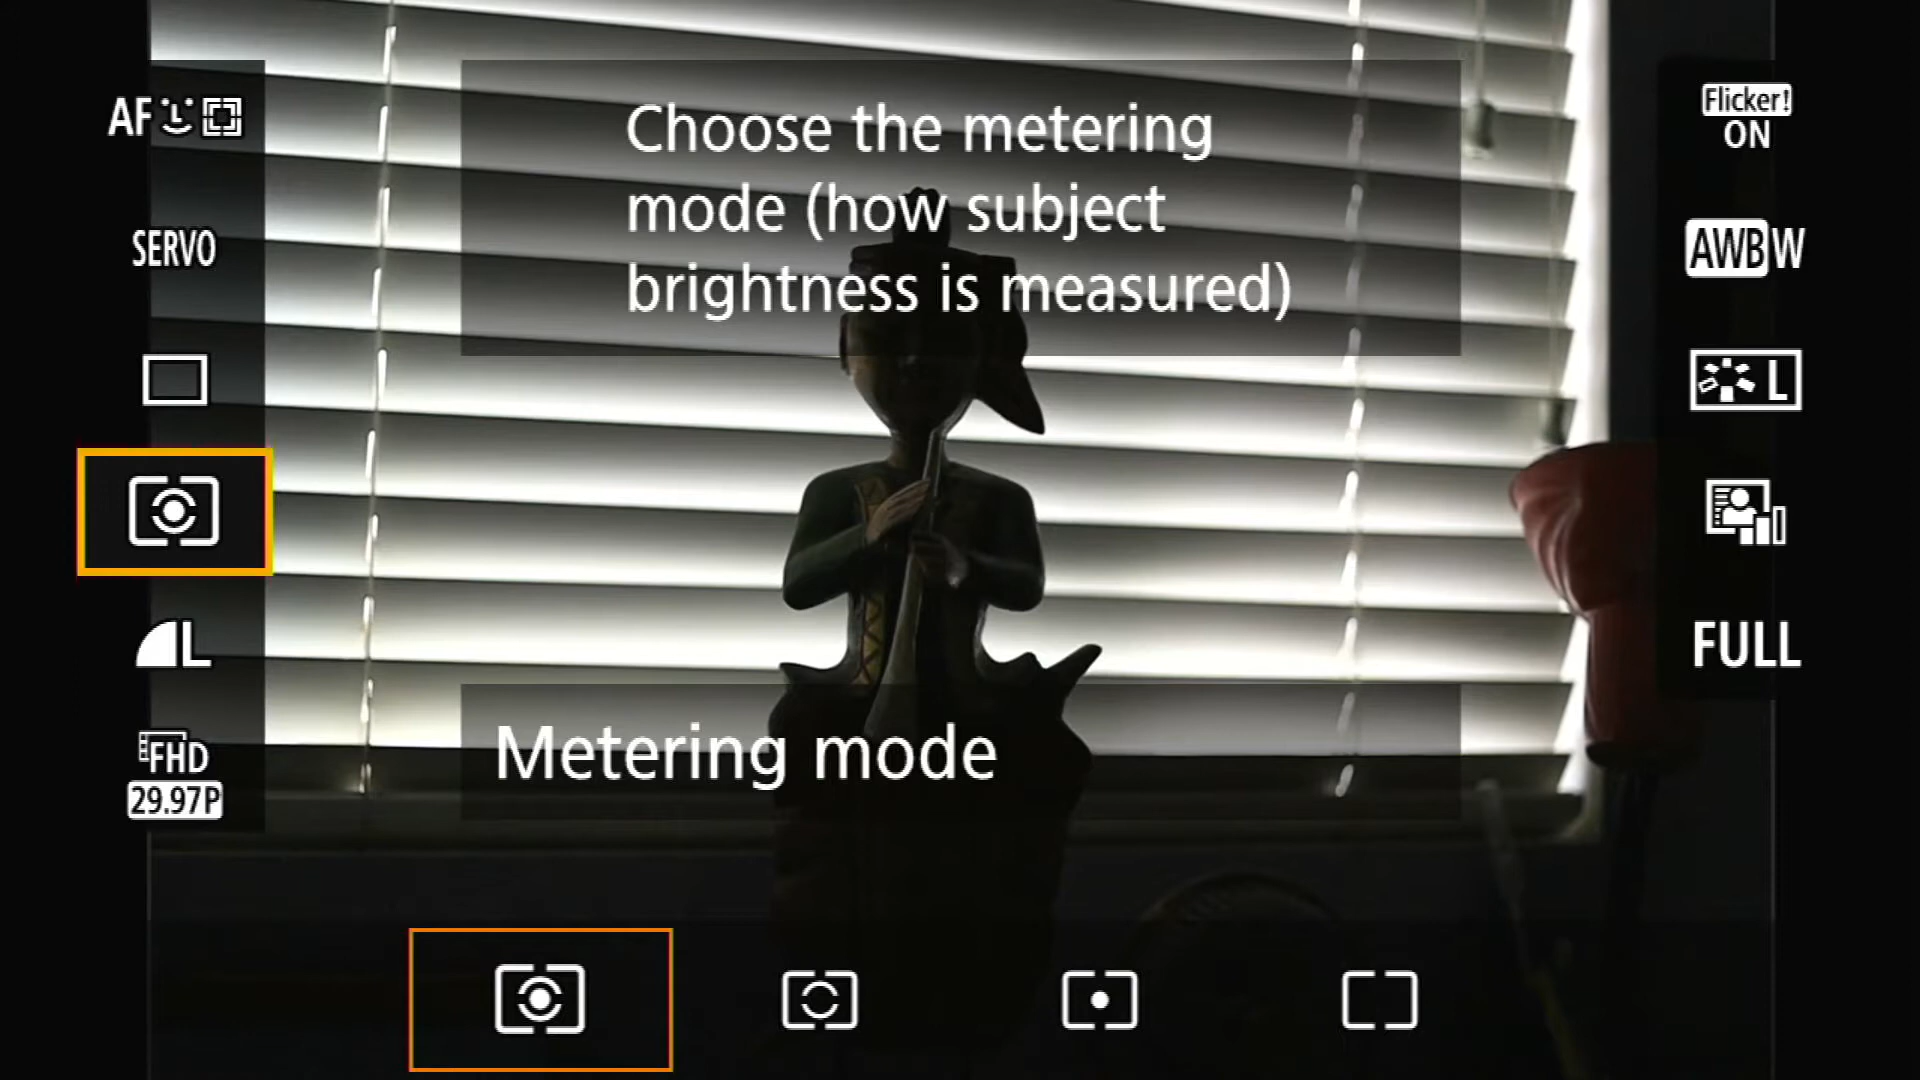 AF
Choose the metering
mode (how subject
brightness is measured)
Flicker!
ON
SERVO
AWB W
L
L
FULL
Metering mode
FHD
29.97P